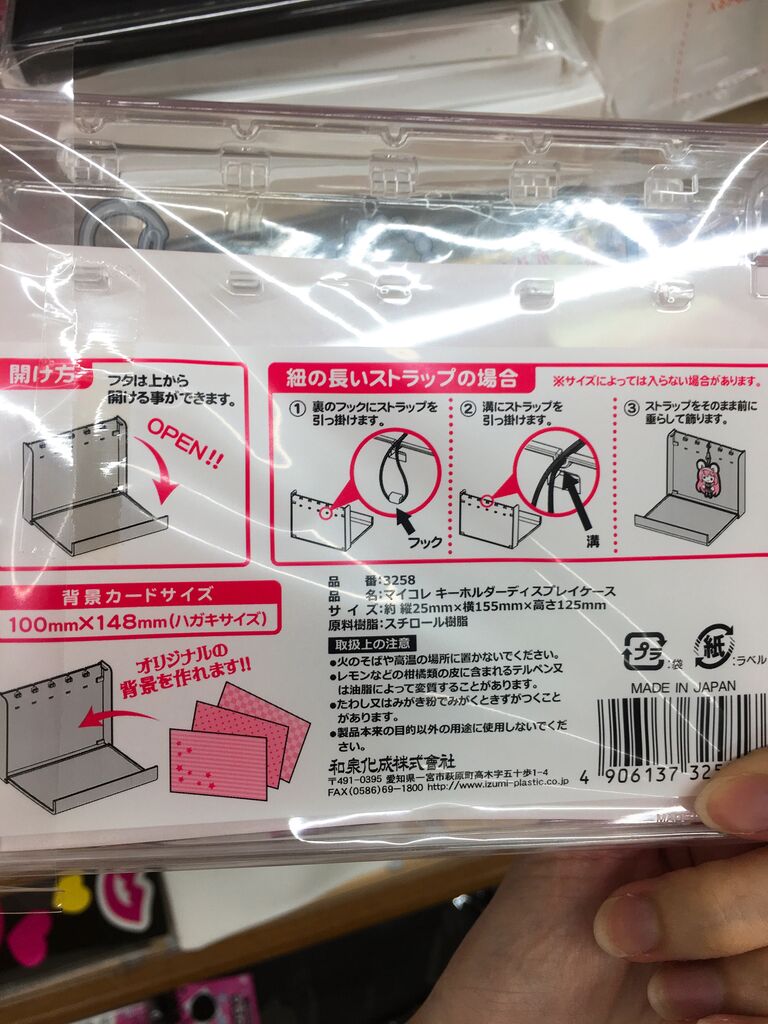 開け方
フタは上から
開ける事ができます。
OPEN!!
紐の長いストラップの場合
※サイズによっては入らない場合があります。
① 裏のフックにストラップを
引っ掛けます。
フック
② 溝にストラップを
引っ掛けます。
溝
③ ストラップをそのまま前に
垂らして飾ります。
背景カードサイズ
100mm×148mm(ハガキサイズ)
オリジナルの
背景を作れます!!
品 番:3258
品 名:マイコレ キーホルダーディスプレイケース
サ イ ズ:約 縦25mm×横155mm×高さ125mm
原料樹脂:スチロール樹脂
取扱上の注意
●火のそばや高温の場所に置かないでください。
●レモンなどの柑橘類の皮に含まれるテルペン又
は油脂によって変質することがあります。
●たわし又はみがき粉でみがくときずがつくこと
があります。
●製品本来の目的以外の用途に使用しないでくだ
さい。
和泉化成株式會社
〒491-0395 愛知県一宮市萩原町高木字五十歩1-4
FAX(0586)69-1800 http://www.izumi-plastic.co.jp
プラ :袋
紙 :ラベル
MADE IN JAPAN
4 906137 325